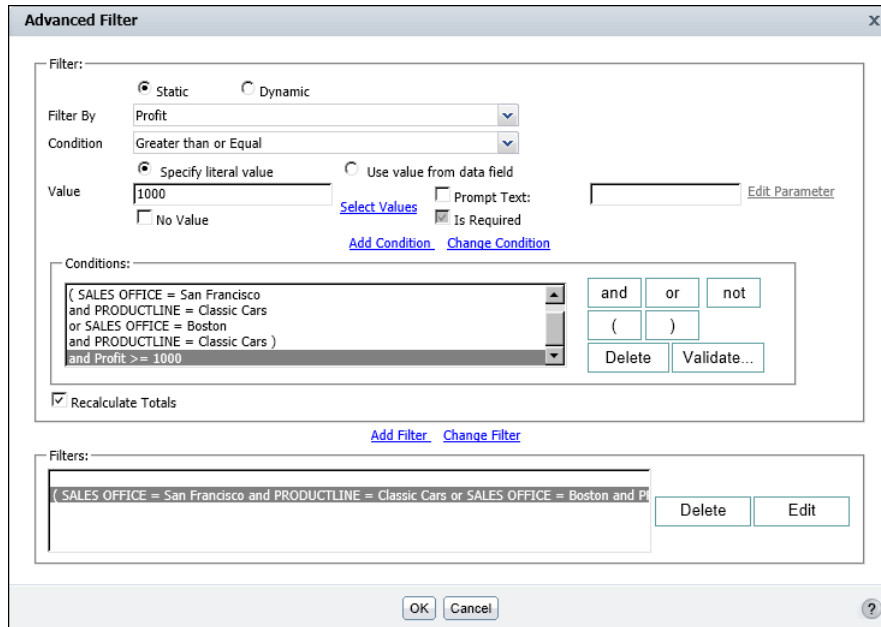 Advanced Filter x
Filter:
Static Dynamic
Filter By Profit
Condition Greater than or Equal
Specify literal value Use value from data field
Value 1000 Select Values Prompt Text: Edit Parameter
No Value Is Required
Add Condition Change Condition
Conditions:
( SALES OFFICE = San Francisco
and PRODUCTLINE = Classic Cars
or SALES OFFICE = Boston
and PRODUCTLINE = Classic Cars )
and Profit >= 1000
and or not
( )
Delete Validate...
Recalculate Totals
Add Filter Change Filter
Filters:
( SALES OFFICE = San Francisco and PRODUCTLINE = Classic Cars or SALES OFFICE = Boston and
Delete Edit
OK Cancel ?